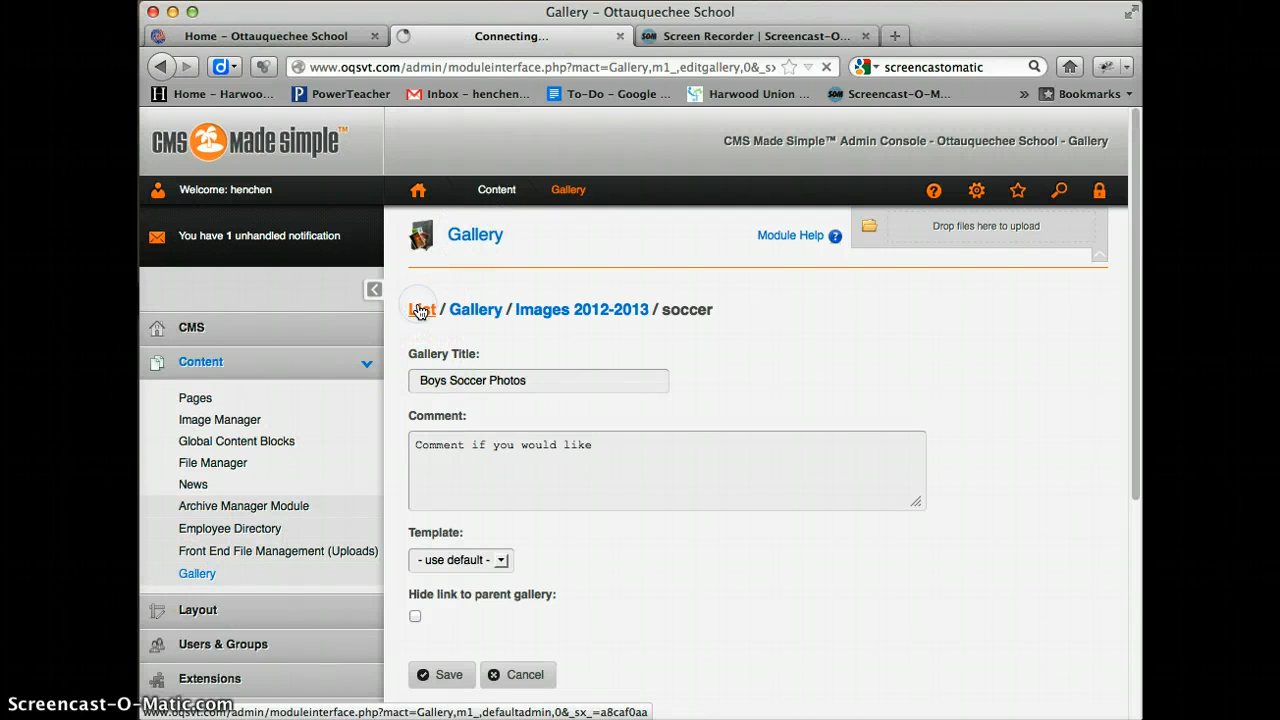 Gallery – Ottauquechee School
Home – Ottauquechee School
Connecting...
Screen Recorder | Screencast-O...
www.oqsvt.com/admin/moduleinterface.php?mact=Gallery,m1_,editgallery,0&_s
screencastomatic
Home – Harwoo...
PowerTeacher
Inbox – henchen...
To-Do – Google ...
Harwood Union ...
Screencast-O-M...
»
Bookmarks
CMS made simple™
CMS Made Simple™ Admin Console - Ottauquechee School - Gallery
Welcome: henchen
Content
Gallery
You have 1 unhandled notification
Gallery
Module Help
Drop files here to upload
List / Gallery / Images 2012-2013 / soccer
CMS
Content
Pages
Image Manager
Global Content Blocks
File Manager
News
Archive Manager Module
Employee Directory
Front End File Management (Uploads)
Gallery
Layout
Users & Groups
Extensions
Gallery Title:
Boys Soccer Photos
Comment:
Comment if you would like
Template:
- use default -
Hide link to parent gallery:
Save
Cancel
Screencast-O-Matic.com
www.oqsvt.com/admin/moduleinterface.php?mact=Gallery,m1_,defaultadmin,0&_sx_=a8caf0aa